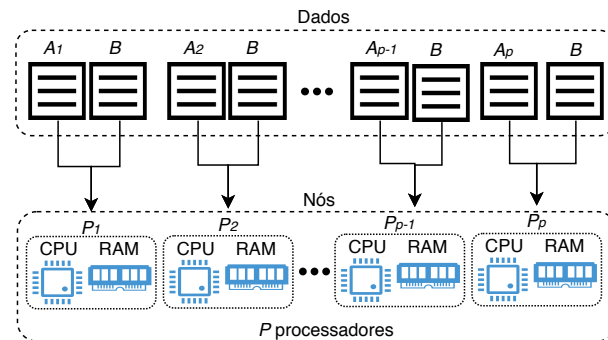 Dados
A1 B A2 B Ap-1 B Ap B
Nós
P1 P2 Pp-1 Pp
CPU RAM CPU RAM CPU RAM CPU RAM
P processadores